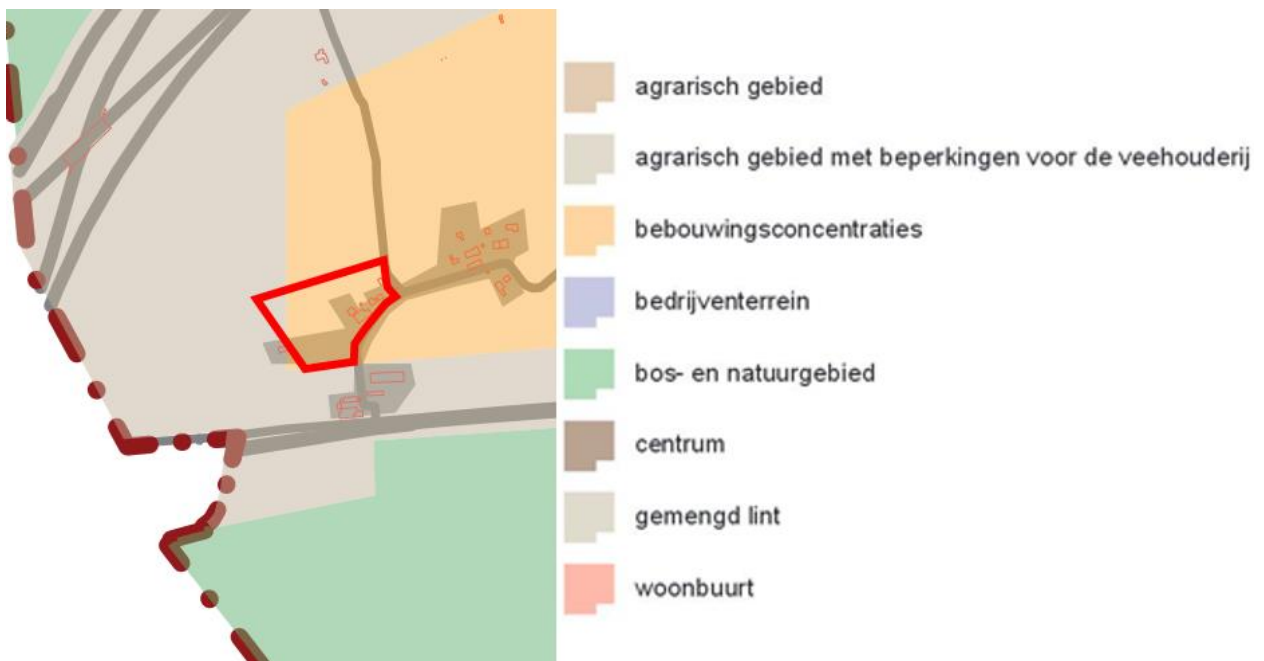 agrarisch gebied
agrarisch gebied met beperkingen voor de veehouderij
bebouwingsconcentraties
bedrijventerrein
bos- en natuurgebied
centrum
gemengd lint
woonbuurt